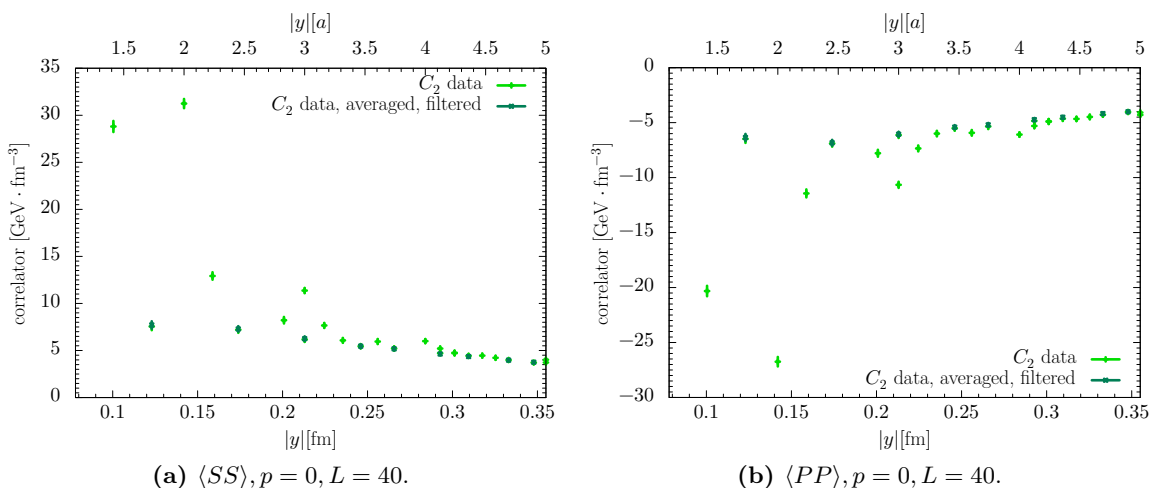 |y|[a]
1.5 2 2.5 3 3.5 4 4.5 5
35
30
25
20
15
10
5
0
correlator [GeV · fm⁻³]
C₂ data
C₂ data, averaged, filtered
0.1 0.15 0.2 0.25 0.3 0.35
|y|[fm]
(a) ⟨SS⟩, p = 0, L = 40.
|y|[a]
1.5 2 2.5 3 3.5 4 4.5 5
0
−5
−10
−15
−20
−25
−30
correlator [GeV · fm⁻³]
C₂ data
C₂ data, averaged, filtered
0.1 0.15 0.2 0.25 0.3 0.35
|y|[fm]
(b) ⟨PP⟩, p = 0, L = 40.